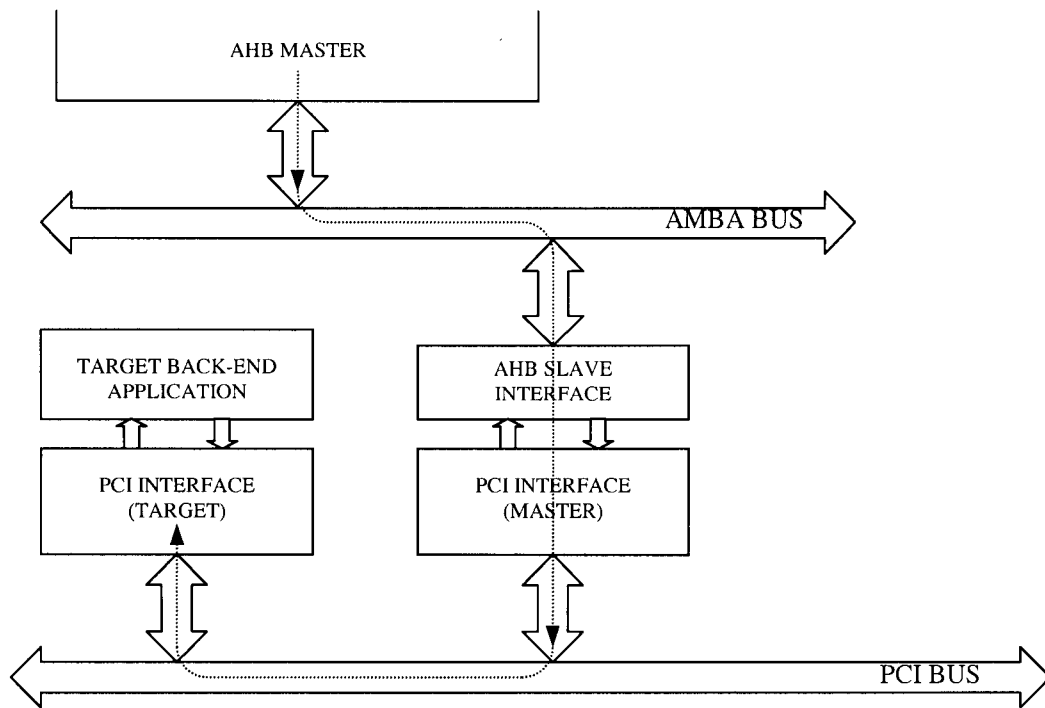 AHB MASTER
AMBA BUS
TARGET BACK-END
APPLICATION
AHB SLAVE
INTERFACE
PCI INTERFACE
(TARGET)
PCI INTERFACE
(MASTER)
PCI BUS